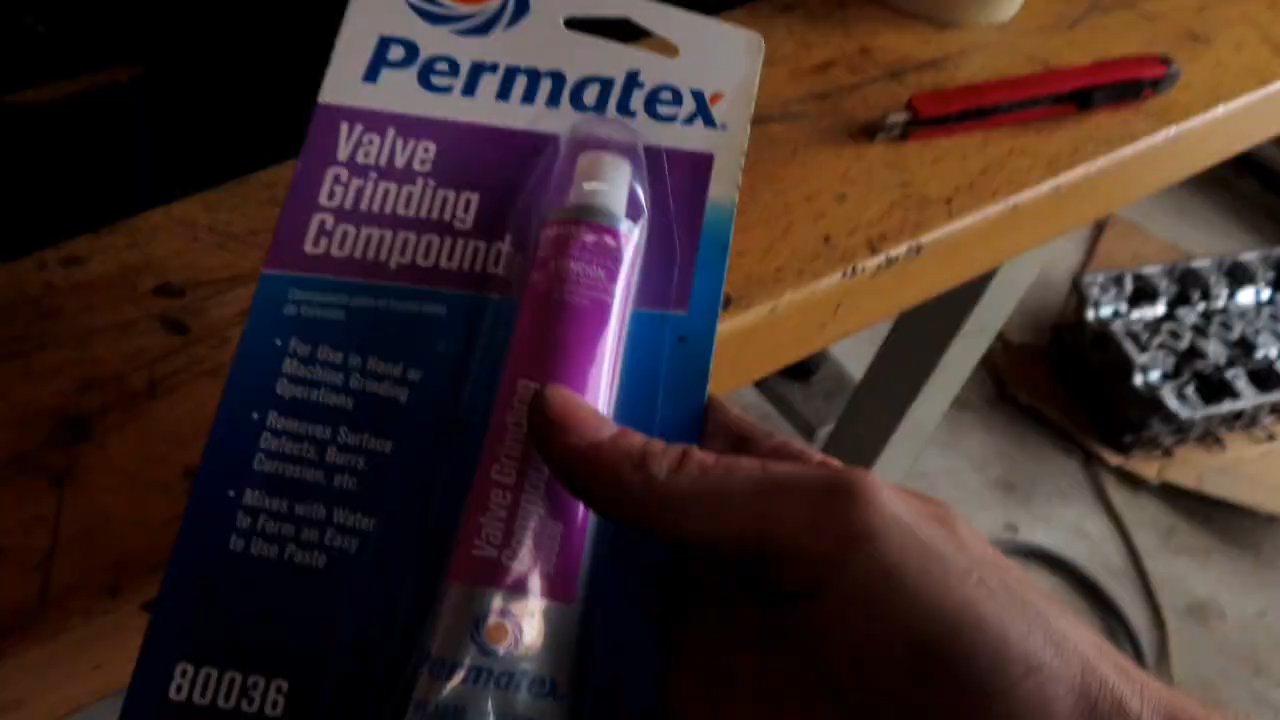 Permatex
Valve
Grinding
Compound
• For Use in Hand or
Machine Grinding
Operations
• Removes Surface
Defects, Burrs,
Corrosion, etc.
• Mixes with Water
to Form an Easy
to Use Paste
80036
Valve Grinding
Compound
Permatex